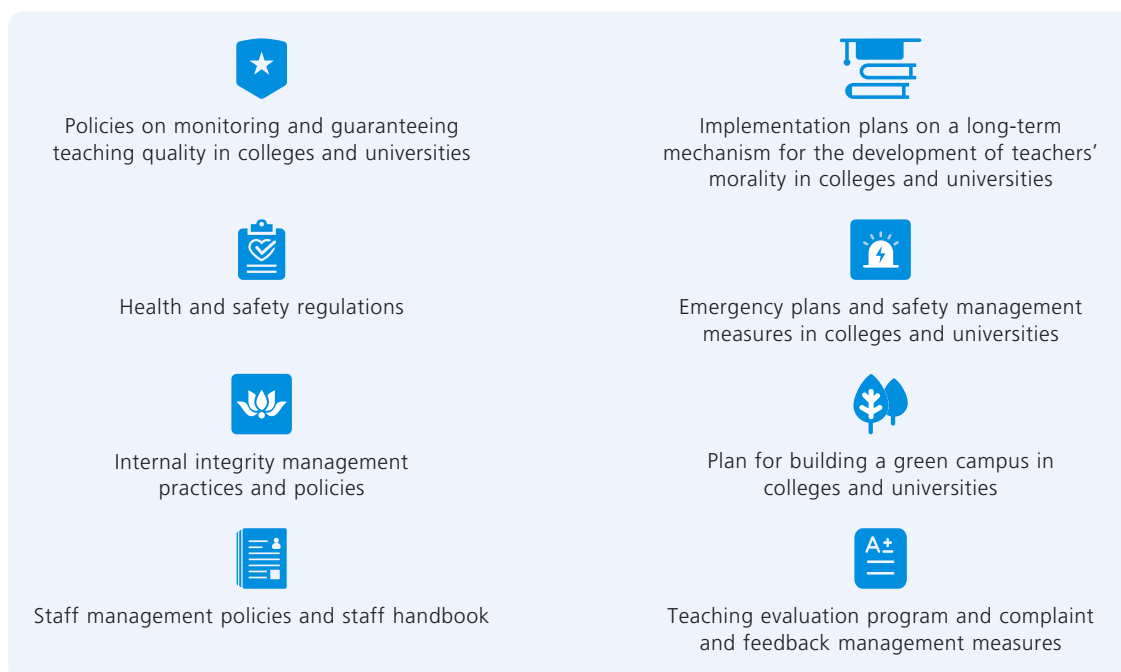 Policies on monitoring and guaranteeing
teaching quality in colleges and universities
Implementation plans on a long-term
mechanism for the development of teachers’
morality in colleges and universities
Health and safety regulations
Emergency plans and safety management
measures in colleges and universities
Internal integrity management
practices and policies
Plan for building a green campus in
colleges and universities
Staff management policies and staff handbook
A±
Teaching evaluation program and complaint
and feedback management measures